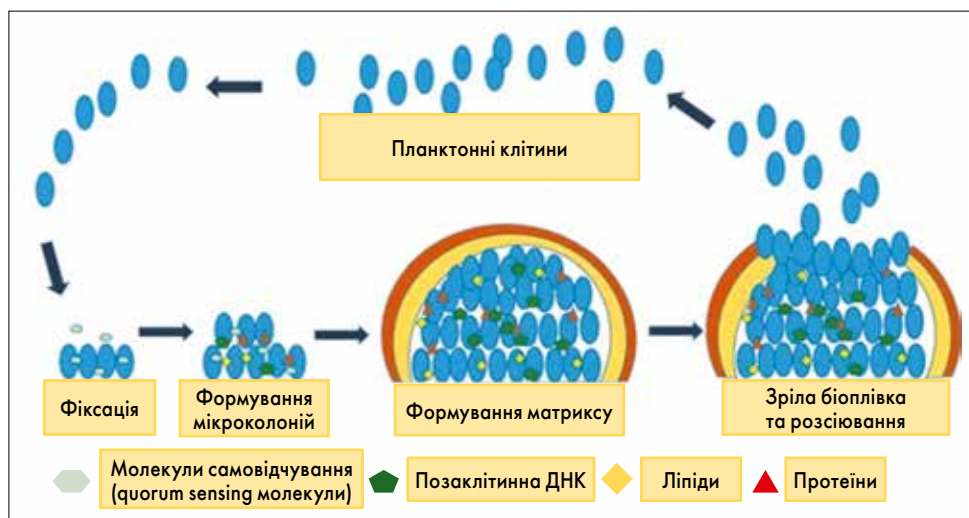 Планктонні клітини
Фіксація
Формування
мікроколоній
Формування матриксу
Зріла біоплівка
та розсіювання
Молекули самовідчування
(quorum sensing молекули)
Позаклітинна ДНК
Ліпіди
Протеїни